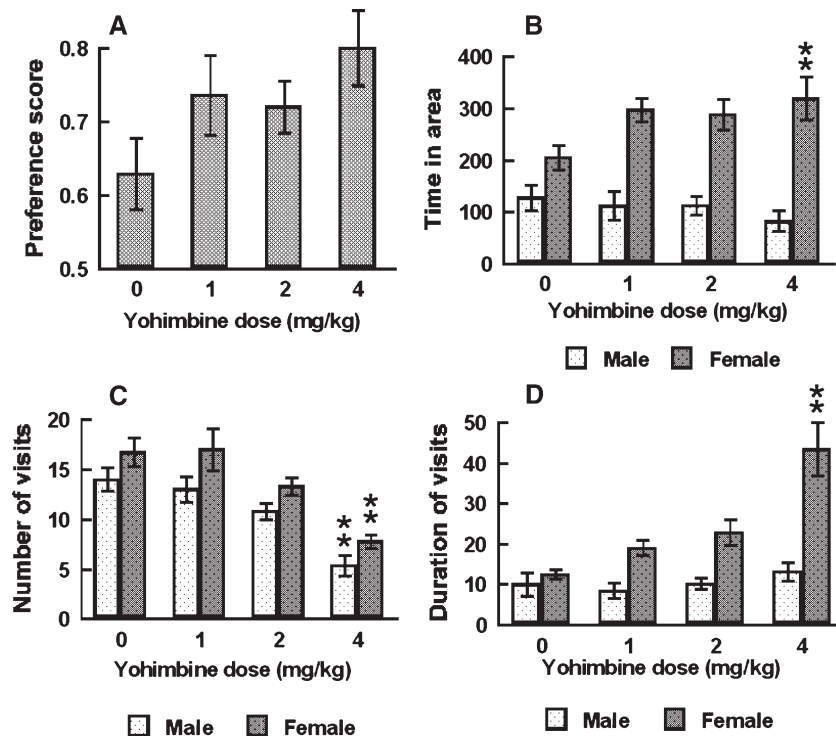 A
Preference score
0.8
0.7
0.6
0.5
0 1 2 4
Yohimbine dose (mg/kg)
B
Time in area
400
300
200
100
0
**
0 1 2 4
Yohimbine dose (mg/kg)
Male Female
C
Number of visits
20
15
10
5
0
** **
0 1 2 4
Yohimbine dose (mg/kg)
Male Female
D
Duration of visits
50
40
30
20
10
0
**
0 1 2 4
Yohimbine dose (mg/kg)
Male Female